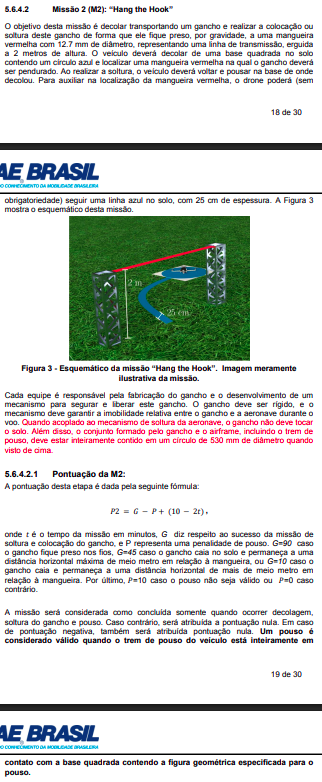 5.6.4.2 Missão 2 (M2): “Hang the Hook”
O objetivo desta missão é decolar transportando um gancho e realizar a colocação ou
soltura deste gancho de forma que ele fique preso, por gravidade, a uma mangueira
vermelha com 12.7 mm de diâmetro, representando uma linha de transmissão, erguida
a 2 metros de altura. O veículo deverá decolar de uma base quadrada no solo
contendo um círculo azul e localizar uma mangueira vermelha na qual o gancho deverá
ser pendurado. Ao realizar a soltura, o veículo deverá voltar e pousar na base de onde
decolou. Para auxiliar na localização da mangueira vermelha, o drone poderá (sem
18 de 30
AE BRASIL
O CONHECIMENTO DA MOBILIDADE BRASILEIRA
obrigatoriedade) seguir uma linha azul no solo, com 25 cm de espessura. A Figura 3
mostra o esquemático desta missão.
2 m
25 cm
Figura 3 - Esquemático da missão “Hang the Hook”. Imagem meramente
ilustrativa da missão.
Cada equipe é responsável pela fabricação do gancho e o desenvolvimento de um
mecanismo para segurar e liberar este gancho. O gancho deve ser rígido, e o
mecanismo deve garantir a imobilidade relativa entre o gancho e a aeronave durante o
voo. Quando acoplado ao mecanismo de soltura da aeronave, o gancho não deve tocar
o solo. Além disso, o conjunto formado pelo gancho e o airframe, incluindo o trem de
pouso, deve estar inteiramente contido em um círculo de 530 mm de diâmetro quando
visto de cima.
5.6.4.2.1 Pontuação da M2:
A pontuação desta etapa é dada pela seguinte fórmula:
P2 = G − P + (10 − 2t),
onde t é o tempo da missão em minutos, G diz respeito ao sucesso da missão de
soltura e colocação do gancho, e P representa uma penalidade de pouso. G=90 caso
o gancho fique preso nos fios, G=45 caso o gancho caia no solo e permaneça a uma
distância horizontal máxima de meio metro em relação à mangueira, ou G=10 caso o
gancho caia e permaneça a uma distância horizontal de mais de meio metro em
relação à mangueira. Por último, P=10 caso o pouso não seja válido ou P=0 caso
contrário.
A missão será considerada como concluída somente quando ocorrer decolagem,
soltura do gancho e pouso. Caso contrário, será atribuída a pontuação nula. Em caso
de pontuação negativa, também será atribuída pontuação nula. Um pouso é
considerado válido quando o trem de pouso do veículo está inteiramente em
19 de 30
AE BRASIL
O CONHECIMENTO DA MOBILIDADE BRASILEIRA
contato com a base quadrada contendo a figura geométrica especificada para o
pouso.